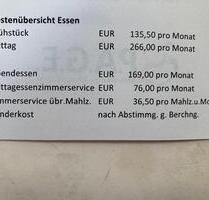 ostenübersicht Essen
ühstück EUR 135,50 pro Monat
ttag EUR 266,00 pro Monat
endessen EUR 169,00 pro Monat
ttagessenzimmerservice EUR 76,00 pro Monat
mmerservice übr.Mahlz. EUR 36,50 pro Mahlz.u.Mo
nderkost nach Abstimmg. g. Berchng.